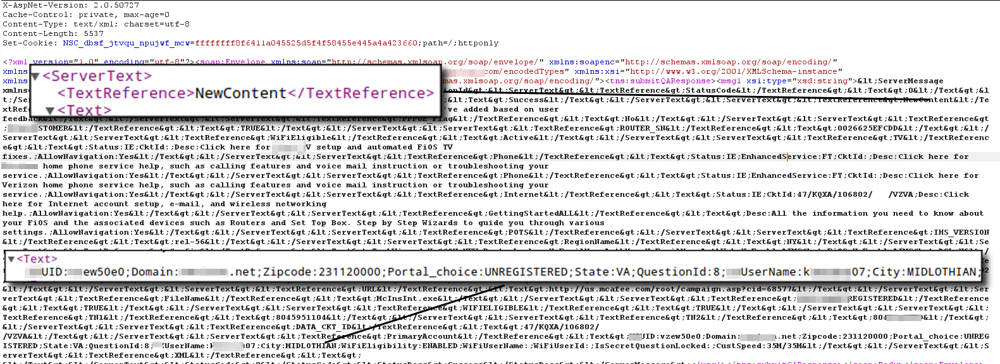 X-AspNet-Version: 2.0.50727
Cache-Control: private, max-age=0
Content-Type: text/xml; charset=utf-8
Content-Length: 5537
Set-Cookie: NSC_dbsf_jtvqu_npujwf_mcw=ffffffff8f6411a045525d5f4f58455e445a4a423660;path=/;httponly
<?xml version="1.0" encoding="utf-8"?><soap:Envelope xmlns:soap="http://schemas.xmlsoap.org/soap/envelope/" xmlns:soapenc="http://schemas.xmlsoap.org/soap/encoding/"
xmlns com/encodedTypes" xmlns:xsi="http://www.w3.org/2001/XMLSchema-instance"
xmlns mas.xmlsoap.org/soap/encoding/"><tns:submitQAResponse><msg1 xsi:type="xsd:string">&lt;ServerMessage
<ServerText>
<TextReference>NewContent</TextReference>
<Text>
xmlns= nId&gt;&lt;ServerText&gt;&lt;TextReference&gt;StatusCode&lt;/TextReference&gt;&lt;Text&gt;0&lt;/Text&gt;&l
t;/Ser xt&gt;&lt;Text&gt;Success&lt;/Text&gt;&lt;/ServerText&gt;&lt;ServerText&gt;&lt;TextReference&gt;NewContent&lt;/Te
xtRef 've added based on user
feedback&lt;/Text&gt;&lt;/ServerText&gt;&lt;ServerText&gt;&lt;TextReference&gt;PPPOE_Flag&lt;/TextReference&gt;&lt;Text&gt;No&lt;/Text&gt;&lt;/ServerText&gt;&lt;ServerText&gt;&lt;TextReference&gt
; STOMER&lt;/TextReference&gt;&lt;Text&gt;TRUE&lt;/Text&gt;&lt;/ServerText&gt;&lt;ServerText&gt;&lt;TextReference&gt;ROUTER_SN&lt;/TextReference&gt;&lt;Text&gt;0026625EFCDD&lt;/Text&gt;&lt;/
ServerText&gt;&lt;ServerText&gt;&lt;TextReference&gt;WiFiEligible&lt;/TextReference&gt;&lt;Text&gt;Active&lt;/Text&gt;&lt;/ServerText&gt;&lt;ServerText&gt;&lt;TextReference&gt;TV&lt;/TextReferenc
e&gt;&lt;Text&gt;Status:IE;CktId:;Desc:Click here for V setup and automated FiOS TV
fixes.;AllowNavigation:Yes&lt;/Text&gt;&lt;/ServerText&gt;&lt;ServerText&gt;&lt;TextReference&gt;Phone&lt;/TextReference&gt;&lt;Text&gt;Status:IE;EnhancedService:FT;CktId:;Desc:Click here for
home phone service help, such as calling features and voice mail instruction or troubleshooting your
service.;AllowNavigation:Yes&lt;/Text&gt;&lt;/ServerText&gt;&lt;ServerText&gt;&lt;TextReference&gt;Phone&lt;/TextReference&gt;&lt;Text&gt;Status:IE;EnhancedService:FT;CktId:;Desc:Click here for
Verizon home phone service help, such as calling features and voice mail instruction or troubleshooting your
service.;AllowNavigation:Yes&lt;/Text&gt;&lt;/ServerText&gt;&lt;ServerText&gt;&lt;TextReference&gt;Internet&lt;/TextReference&gt;&lt;Text&gt;Status:IE;CktId:47/KQXA/106802/ /VZVA;Desc:Click
here for Internet account setup, e-mail, and wireless networking
help.;AllowNavigation:Yes&lt;/Text&gt;&lt;/ServerText&gt;&lt;ServerText&gt;&lt;TextReference&gt;GettingStartedALL&lt;/TextReference&gt;&lt;Text&gt;Desc:All the information you need to know about
your FiOS and the associated devices such as Routers and Set Top Box. Step by Step Wizards to guide you through various
settings.;AllowNavigation:Yes&lt;/Text&gt;&lt;/ServerText&gt;&lt;ServerText&gt;&lt;TextReference&gt;POTS&lt;/TextReference&gt;&lt;/ServerText&gt;&lt;ServerText&gt;&lt;TextReference&gt;IHS_VERSION
&lt;/TextReference&gt;&lt;Text&gt;rel-56&lt;/Text&gt;&lt;/ServerText&gt;&lt;ServerText&gt;&lt;TextReference&gt;RegionName&lt;/TextReference&gt;&lt;Text&gt;NY&lt;/Text&gt;&lt;/ServerText&gt;&lt;Se
<Text>
UID: ew50e0;Domain: .net;Zipcode:231120000;Portal_choice:UNREGISTERED;State:VA;QuestionId:8; UserName:k 07;City:MIDLOTHIAN;
&lt;/ServerText&gt;&lt;ServerText&gt;&lt;TextReference&gt;URL&lt;/TextReference&gt;&lt;Text&gt;http://us.mcafee.com/root/campaign.asp?cid=68577&lt;/Text&gt;&lt;/ServerText&gt;&lt;Ser
verText&gt;&lt;TextReference&gt;FileName&lt;/TextReference&gt;&lt;Text&gt;McInsInt.exe&lt;/Text&gt;&lt;/ServerText&gt;&lt;ServerText&gt;&lt;TextReference&gt; REGISTERED&lt;/TextReference
&gt;&lt;Text&gt;TRUE&lt;/Text&gt;&lt;/ServerText&gt;&lt;ServerText&gt;&lt;TextReference&gt;WIFIELIGIBLE&lt;/TextReference&gt;&lt;Text&gt;TRUE&lt;/Text&gt;&lt;/ServerText&gt;&lt;ServerText&gt;&lt;
TextReference&gt;TN1&lt;/TextReference&gt;&lt;Text&gt;8045951104&lt;/Text&gt;&lt;/ServerText&gt;&lt;ServerText&gt;&lt;TextReference&gt;TN2&lt;/TextReference&gt;&lt;Text&gt;804 &lt;/Text&gt
;&lt;/ServerText&gt;&lt;ServerText&gt;&lt;TextReference&gt;DATA_CKT_ID&lt;/TextReference&gt;&lt;Text&gt;47/KQXA/106802/
/VZVA&lt;/Text&gt;&lt;/ServerText&gt;&lt;ServerText&gt;&lt;TextReference&gt;PrimaryAccount&lt;/TextReference&gt;&lt;Text&gt; UID:vzew50e0;Domain: .net;Zipcode:231120000;Portal_choice:UNREG
ISTERED;State:VA;QuestionId:8; ZUserName: 07;City:MIDLOTHIAN;WiFiEligibility:ENABLED;WiFiUserName:;WiFiUserId:;IsSecretQuestionLocked:;CustSpeed:35M/35M&lt;/Text&gt;&lt;/ServerText&gt;&lt;S
erverText&gt;&lt;TextReference&gt;XML&lt;/TextReference&gt;&lt;Text&gt;